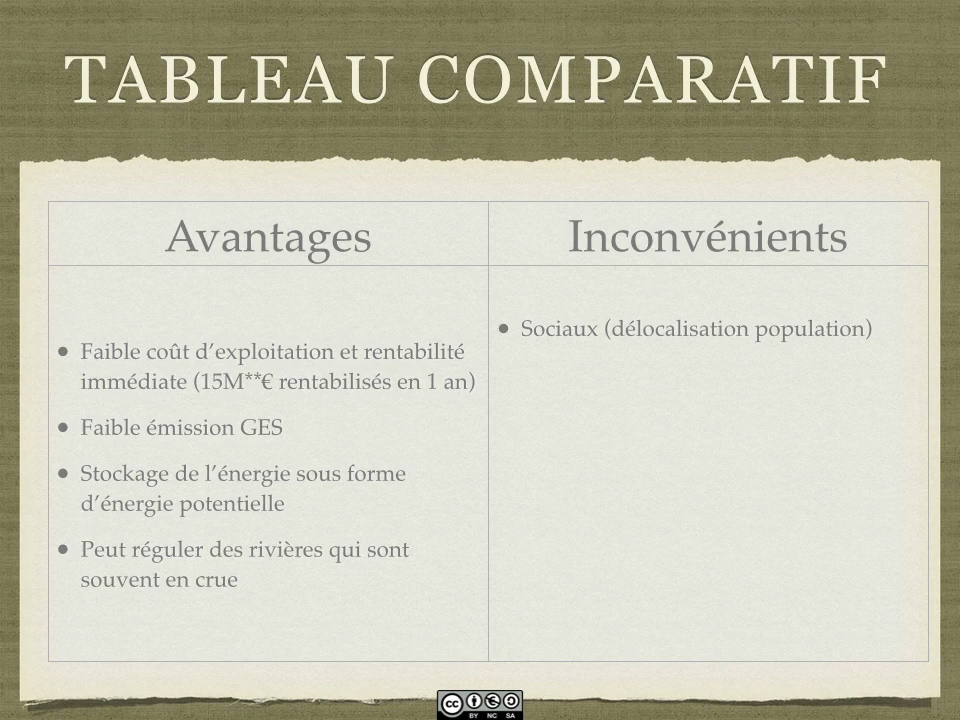 TABLEAU COMPARATIF
Avantages
Inconvénients
• Faible coût d’exploitation et rentabilité
immédiate (15M**€ rentabilisés en 1 an)
• Faible émission GES
• Stockage de l’énergie sous forme
d’énergie potentielle
• Peut réguler des rivières qui sont
souvent en crue
• Sociaux (délocalisation population)
cc
BY NC SA